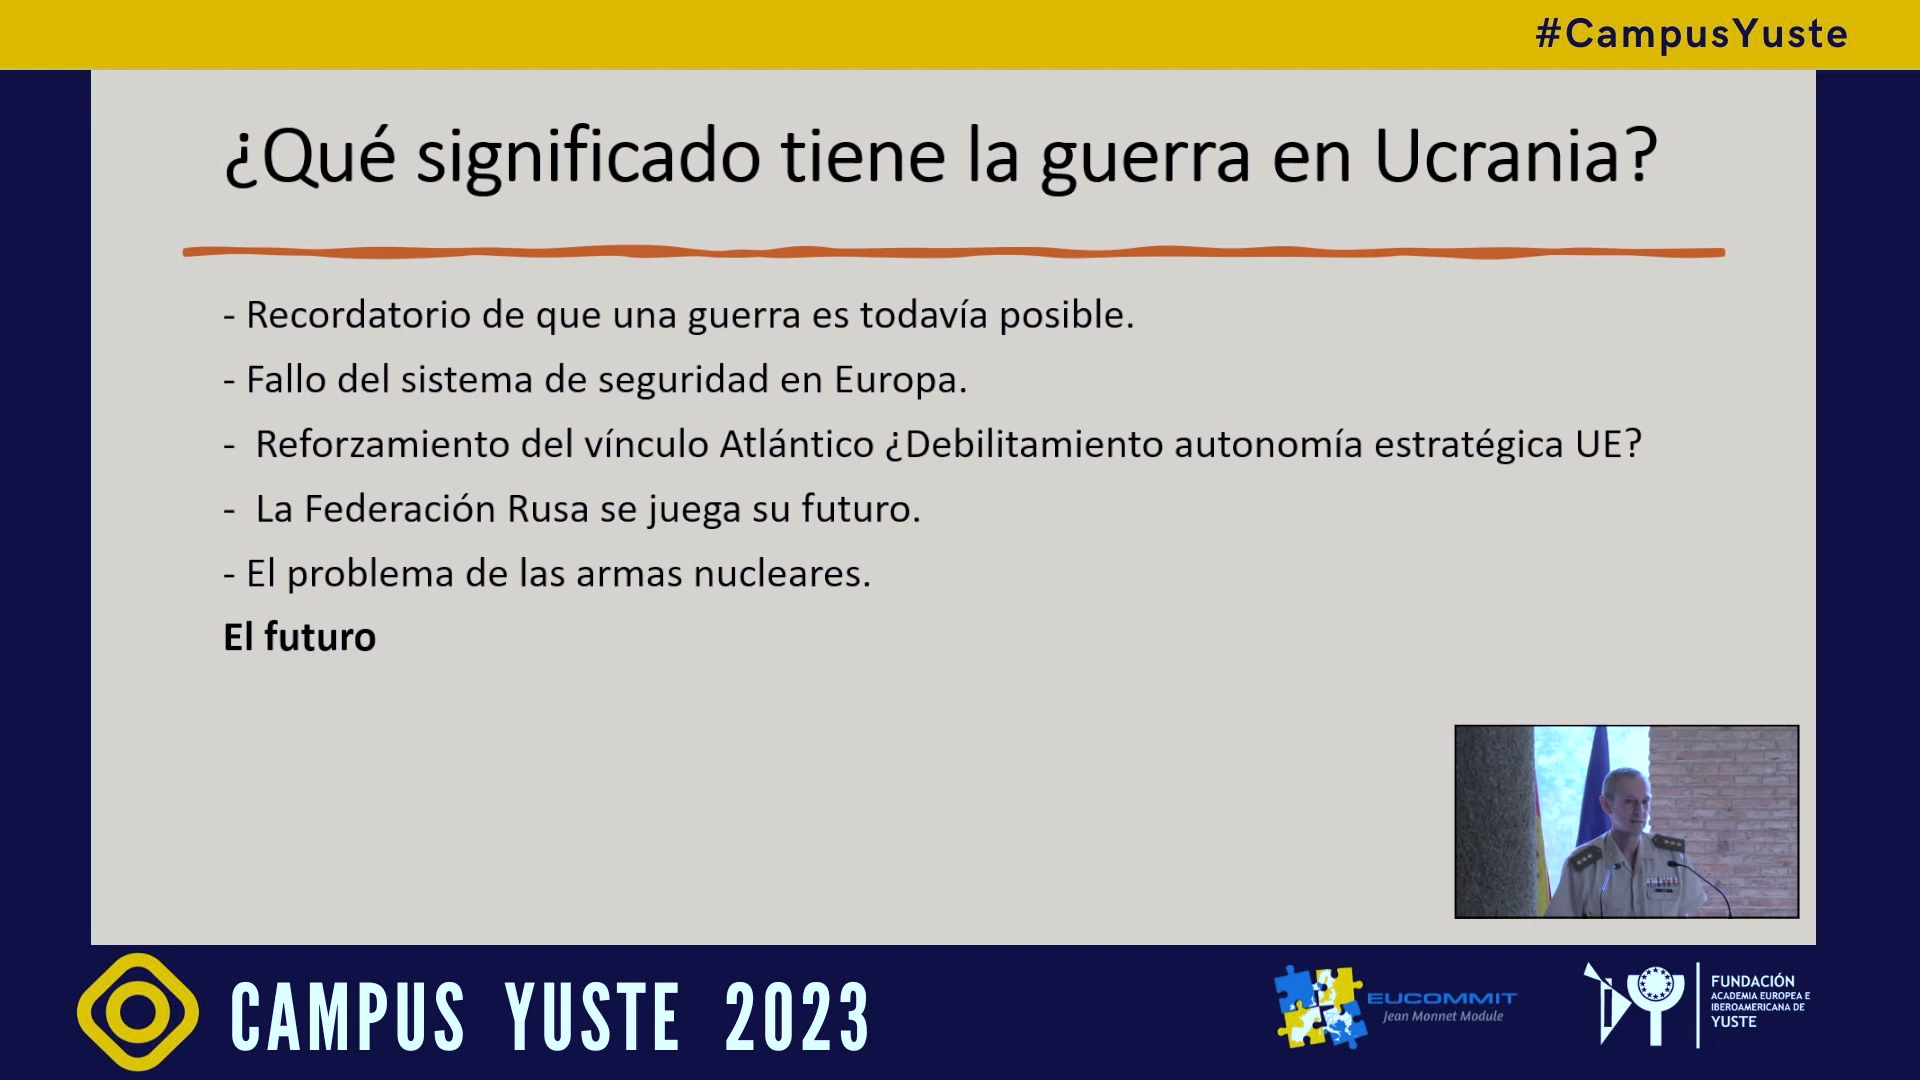 #CampusYuste
¿Qué significado tiene la guerra en Ucrania?
- Recordatorio de que una guerra es todavía posible.
- Fallo del sistema de seguridad en Europa.
- Reforzamiento del vínculo Atlántico ¿Debilitamiento autonomía estratégica UE?
- La Federación Rusa se juega su futuro.
- El problema de las armas nucleares.
El futuro
CAMPUS YUSTE 2023
EUCOMMIT
Jean Monnet Module
FUNDACIÓN
ACADEMIA EUROPEA E
IBEROAMERICANA DE
YUSTE